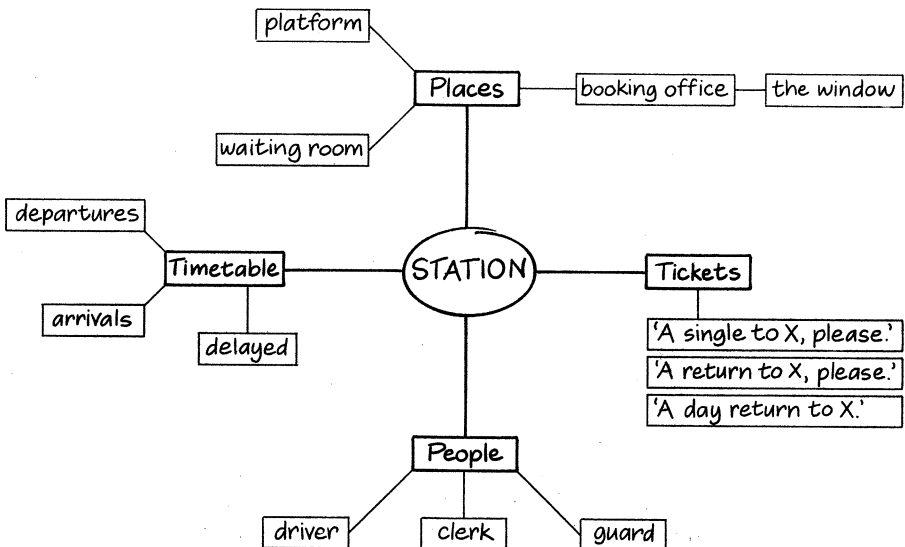 platform
Places
booking office
the window
waiting room
departures
Timetable
STATION
Tickets
arrivals
delayed
'A single to X, please.'
'A return to X, please.'
'A day return to X.'
People
driver
clerk
guard